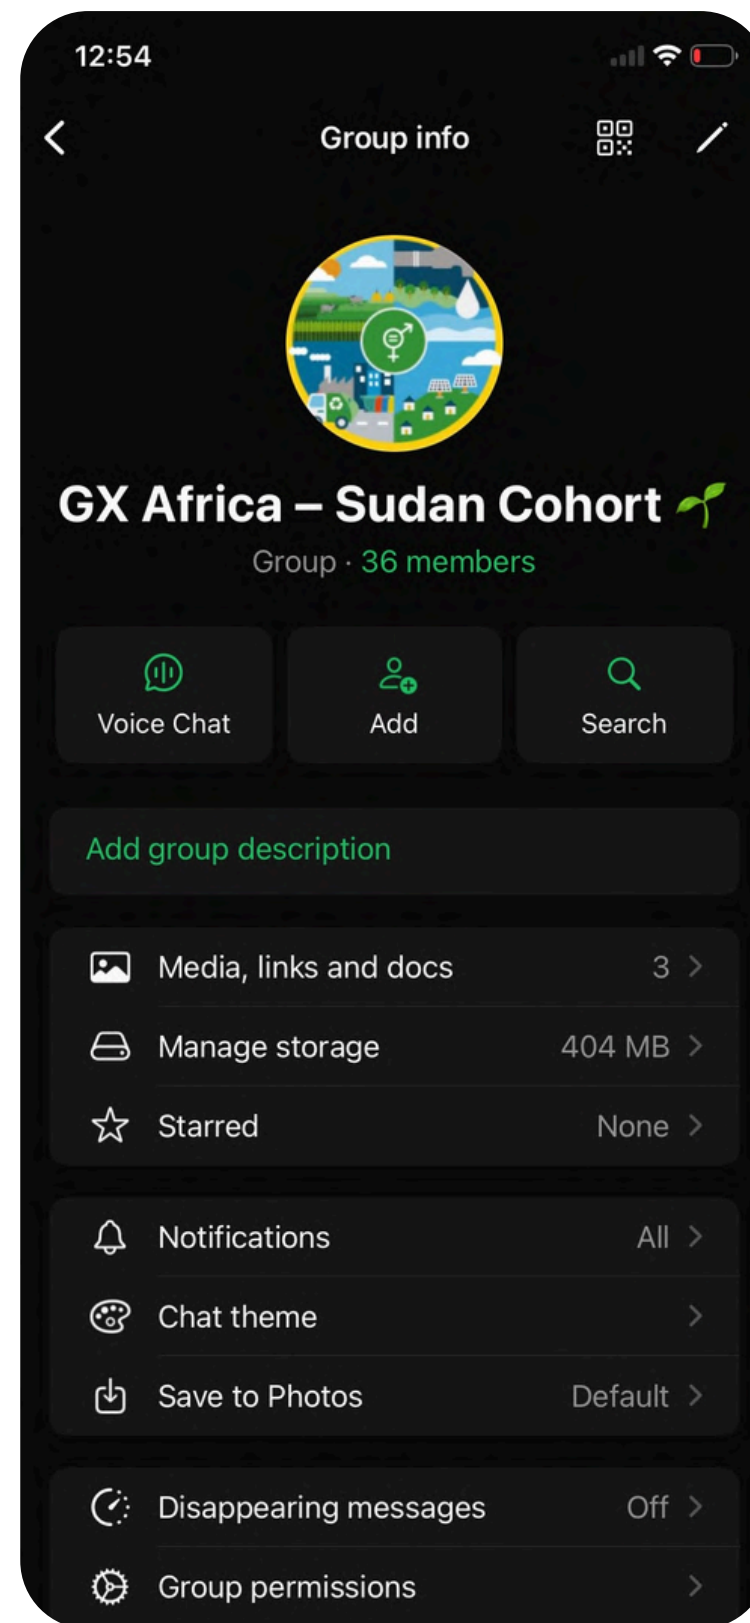 12:54
Group info
GX Africa – Sudan Cohort 🌱
Group · 36 members
Voice Chat
Add
Search
Add group description
Media, links and docs 3
Manage storage 404 MB
Starred None
Notifications All
Chat theme
Save to Photos Default
Disappearing messages Off
Group permissions